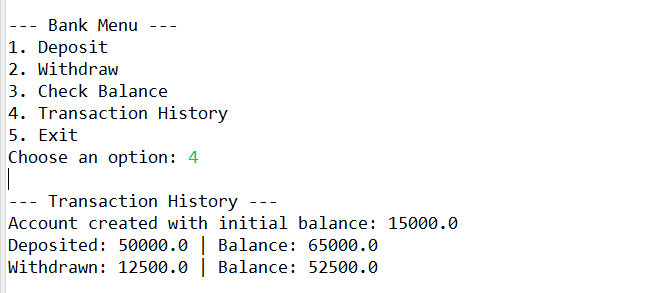 --- Bank Menu ---
1. Deposit
2. Withdraw
3. Check Balance
4. Transaction History
5. Exit
Choose an option: 4
--- Transaction History ---
Account created with initial balance: 15000.0
Deposited: 50000.0 | Balance: 65000.0
Withdrawn: 12500.0 | Balance: 52500.0